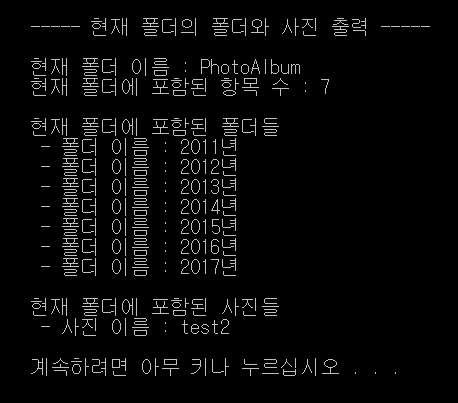 ----- 현재 폴더의 폴더와 사진 출력 -----
현재 폴더 이름 : PhotoAlbum
현재 폴더에 포함된 항목 수 : 7
현재 폴더에 포함된 폴더들
- 폴더 이름 : 2011년
- 폴더 이름 : 2012년
- 폴더 이름 : 2013년
- 폴더 이름 : 2014년
- 폴더 이름 : 2015년
- 폴더 이름 : 2016년
- 폴더 이름 : 2017년
현재 폴더에 포함된 사진들
- 사진 이름 : test2
계속하려면 아무 키나 누르십시오 . . .